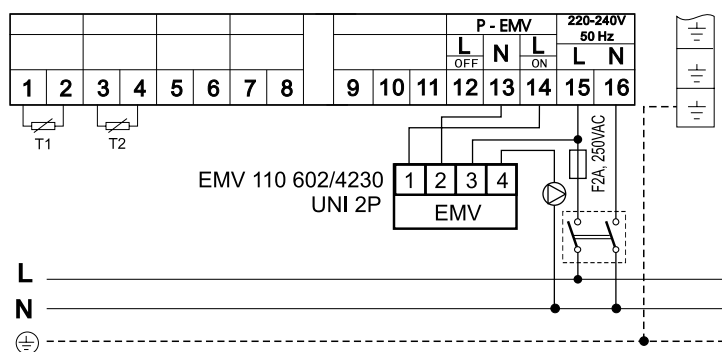 P - EMV 220-240V
50 Hz
L N L L N
OFF ON
1 2 3 4 5 6 7 8 9 10 11 12 13 14 15 16
T1 T2
F2A, 250VAC
EMV 110 602/4230 1 2 3 4
UNI 2P EMV
L
N